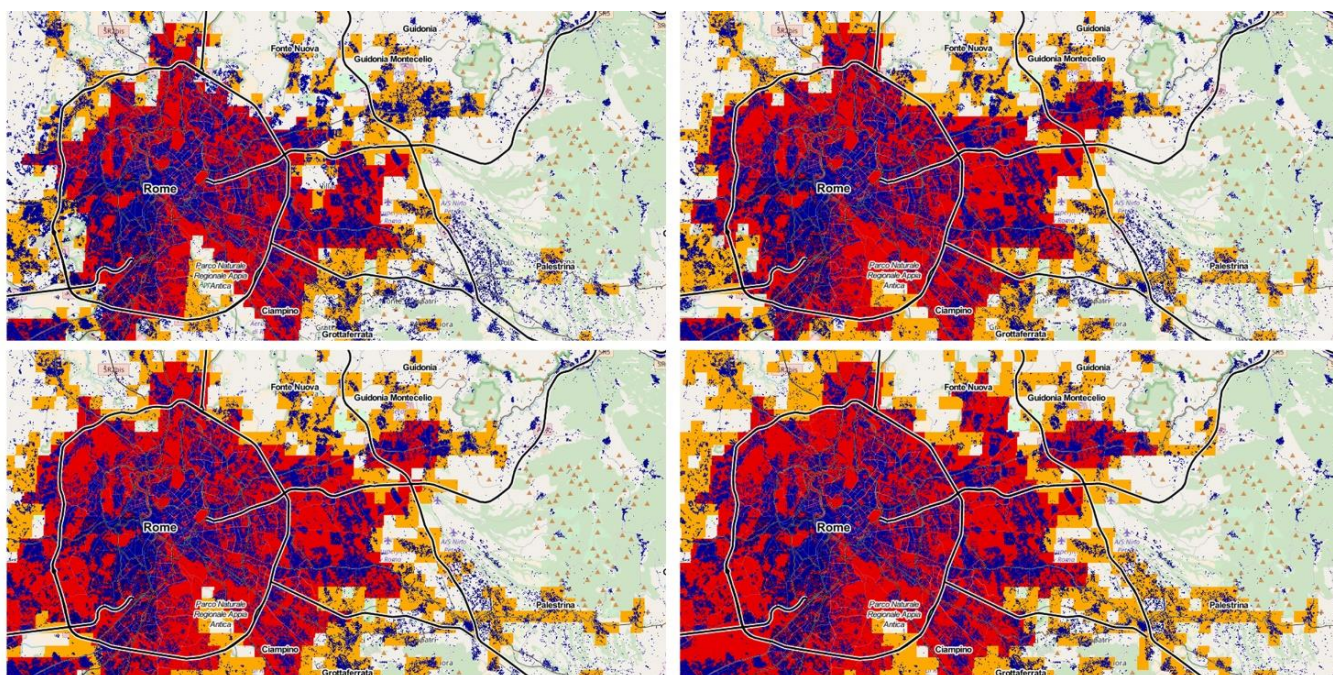 Guidonia
Fonte Nuova
Guidonia Montecelio
Rome
Parco Naturale
Regionale Appia
Antica
Ciampino
Palestrina
Grottaferrata
Guidonia
Fonte Nuova
Guidonia Montecelio
Rome
Parco Naturale
Regionale Appia
Antica
Ciampino
Palestrina
Grottaferrata
Guidonia
Fonte Nuova
Guidonia Montecelio
Rome
Parco Naturale
Regionale Appia
Antica
Ciampino
Palestrina
Grottaferrata
Guidonia
Fonte Nuova
Guidonia Montecelio
Rome
Parco Naturale
Regionale Appia
Antica
Ciampino
Palestrina
Grottaferrata